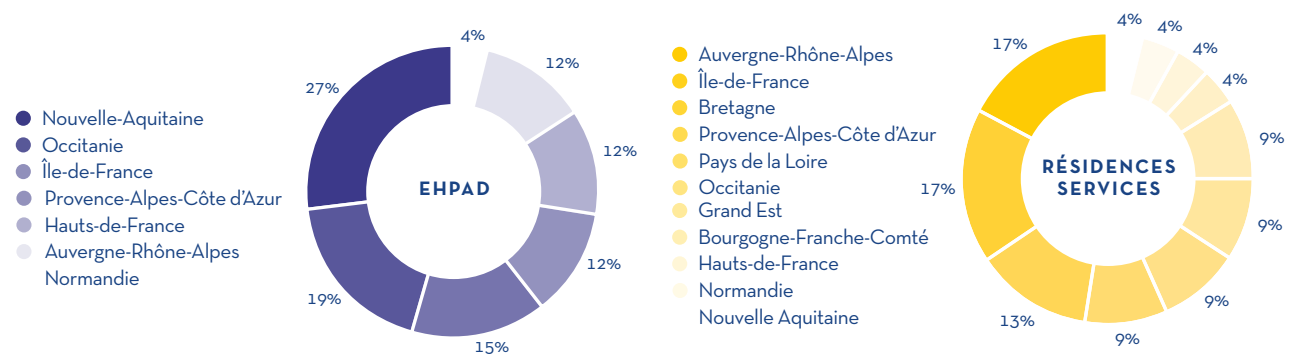 Nouvelle-Aquitaine
Occitanie
Île-de-France
Provence-Alpes-Côte d'Azur
Hauts-de-France
Auvergne-Rhône-Alpes
Normandie
4%
12%
12%
12%
15%
19%
27%
EHPAD
Auvergne-Rhône-Alpes
Île-de-France
Bretagne
Provence-Alpes-Côte d'Azur
Pays de la Loire
Occitanie
Grand Est
Bourgogne-Franche-Comté
Hauts-de-France
Normandie
Nouvelle Aquitaine
17%
4%
4%
4%
4%
9%
9%
9%
9%
13%
17%
RÉSIDENCES
SERVICES